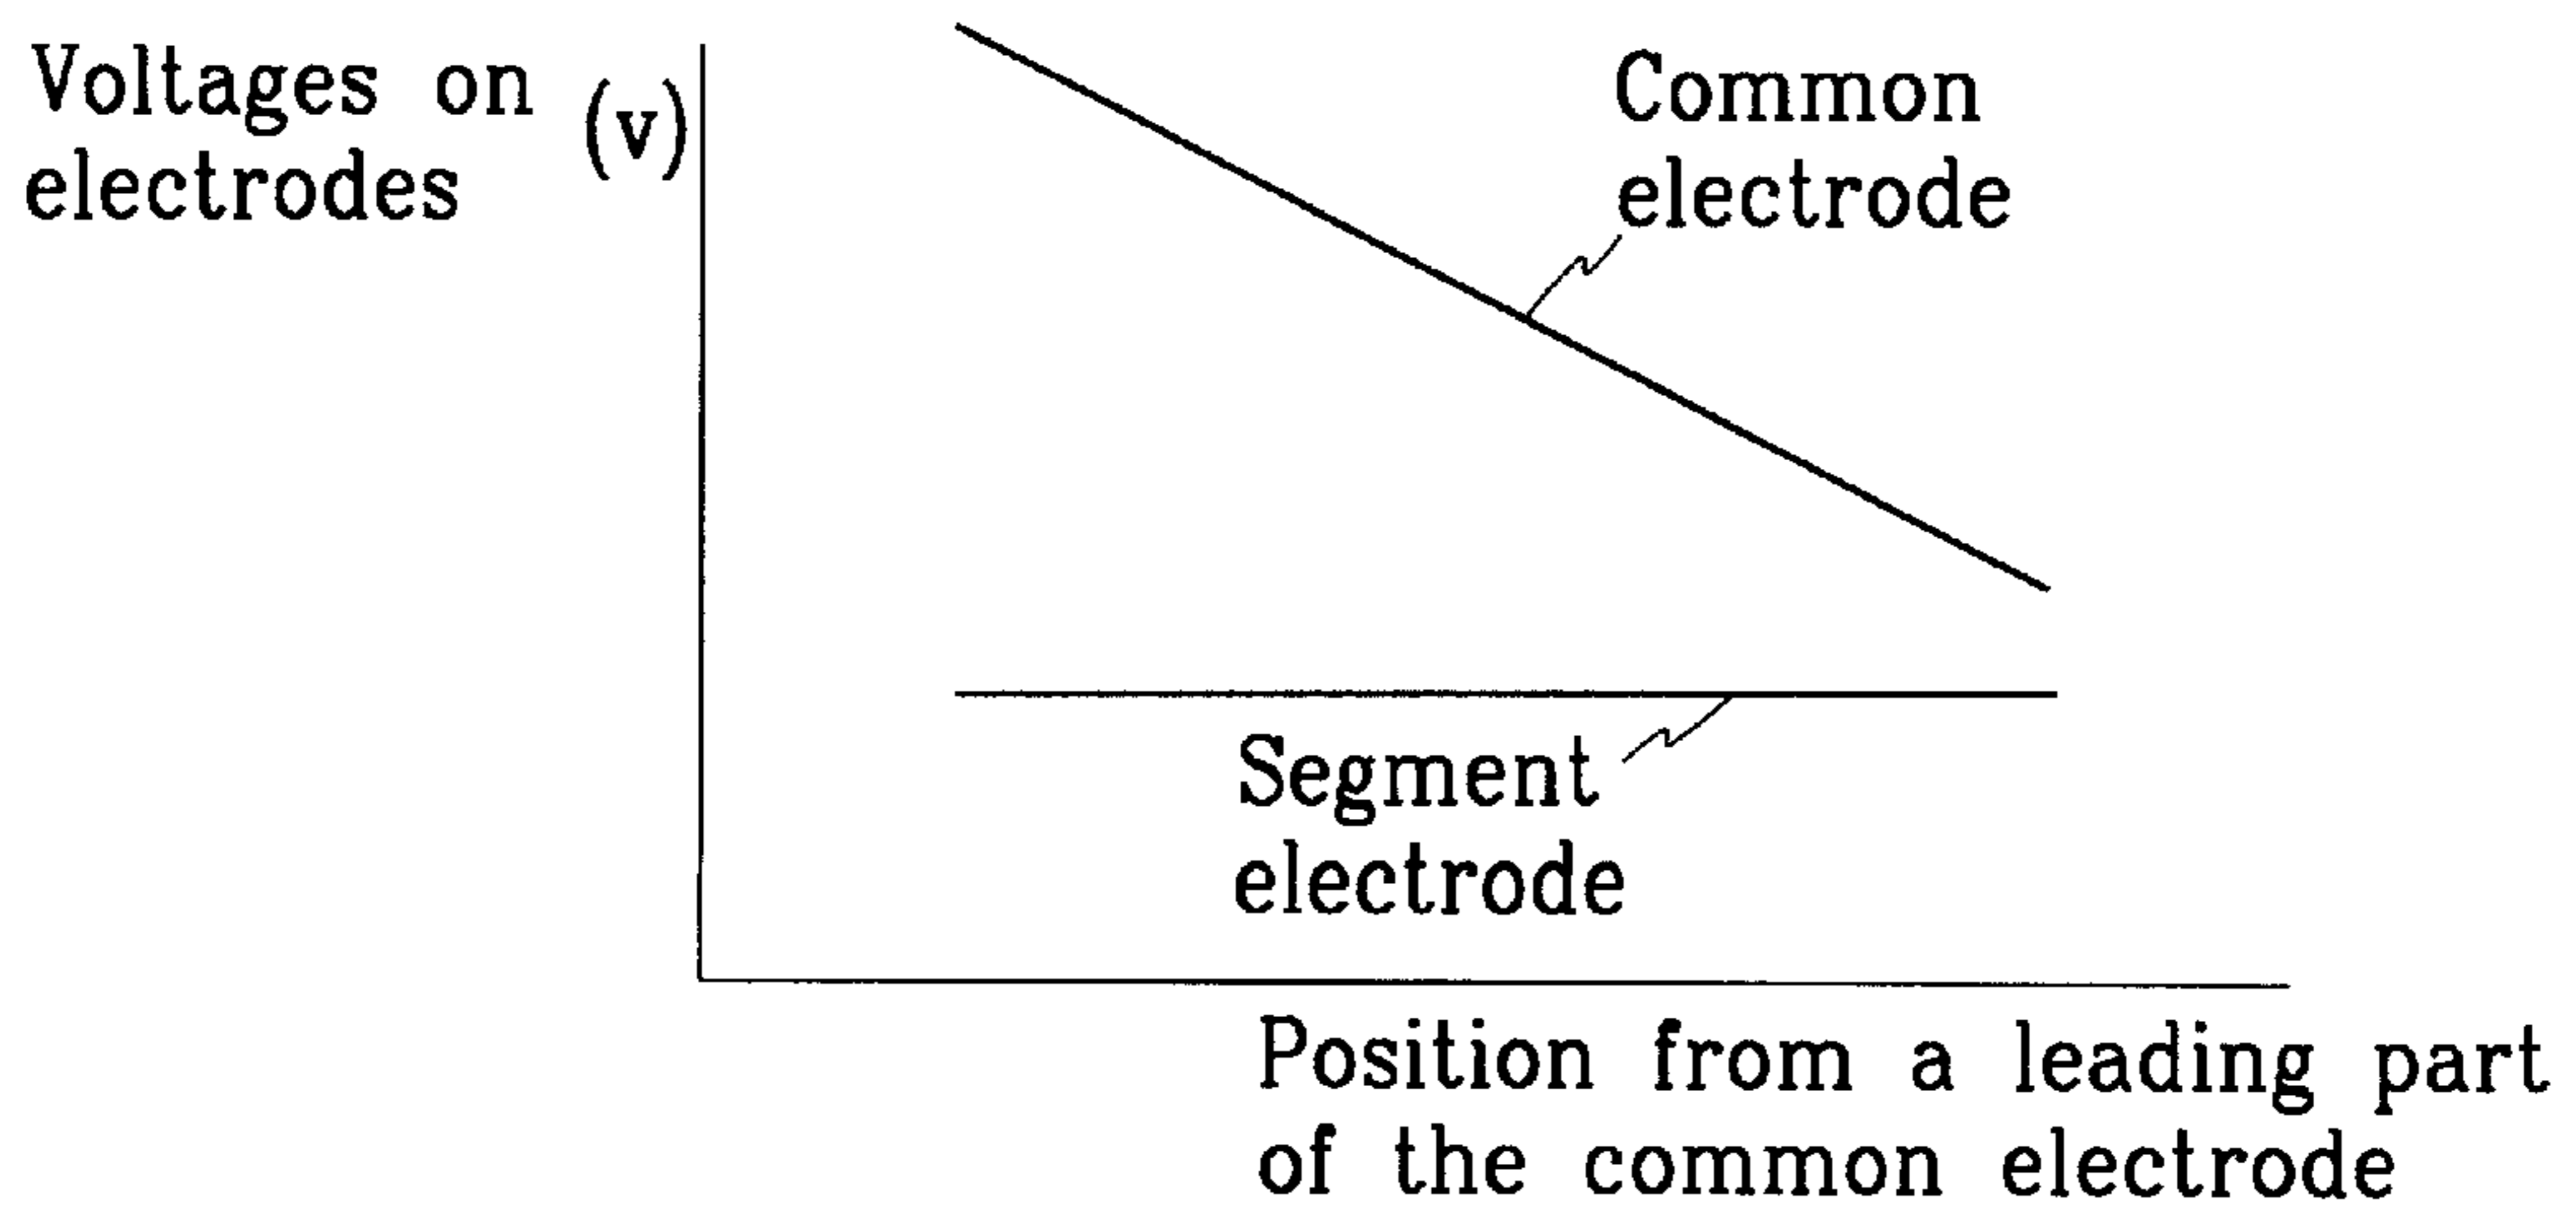 Voltages on
electrodes
(v)
Common
electrode
Segment
electrode
Position from a leading part
of the common electrode